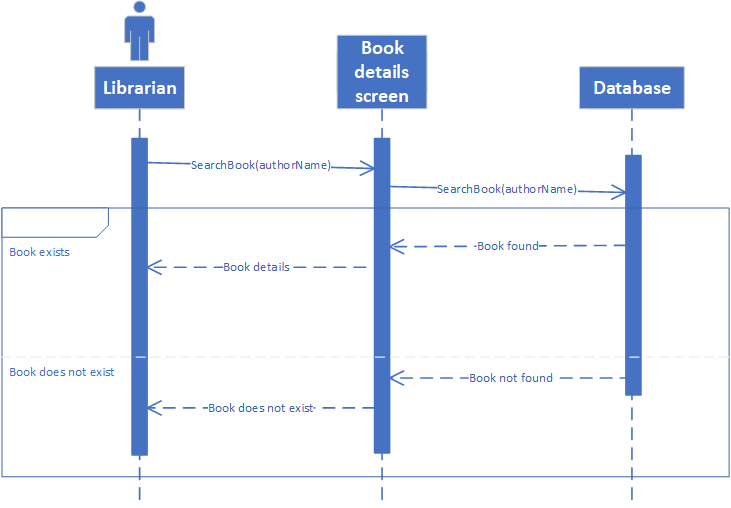 Librarian
Book
details
screen
Database
SearchBook(authorName)
SearchBook(authorName)
Book exists
Book found
Book details
Book does not exist
Book not found
Book does not exist